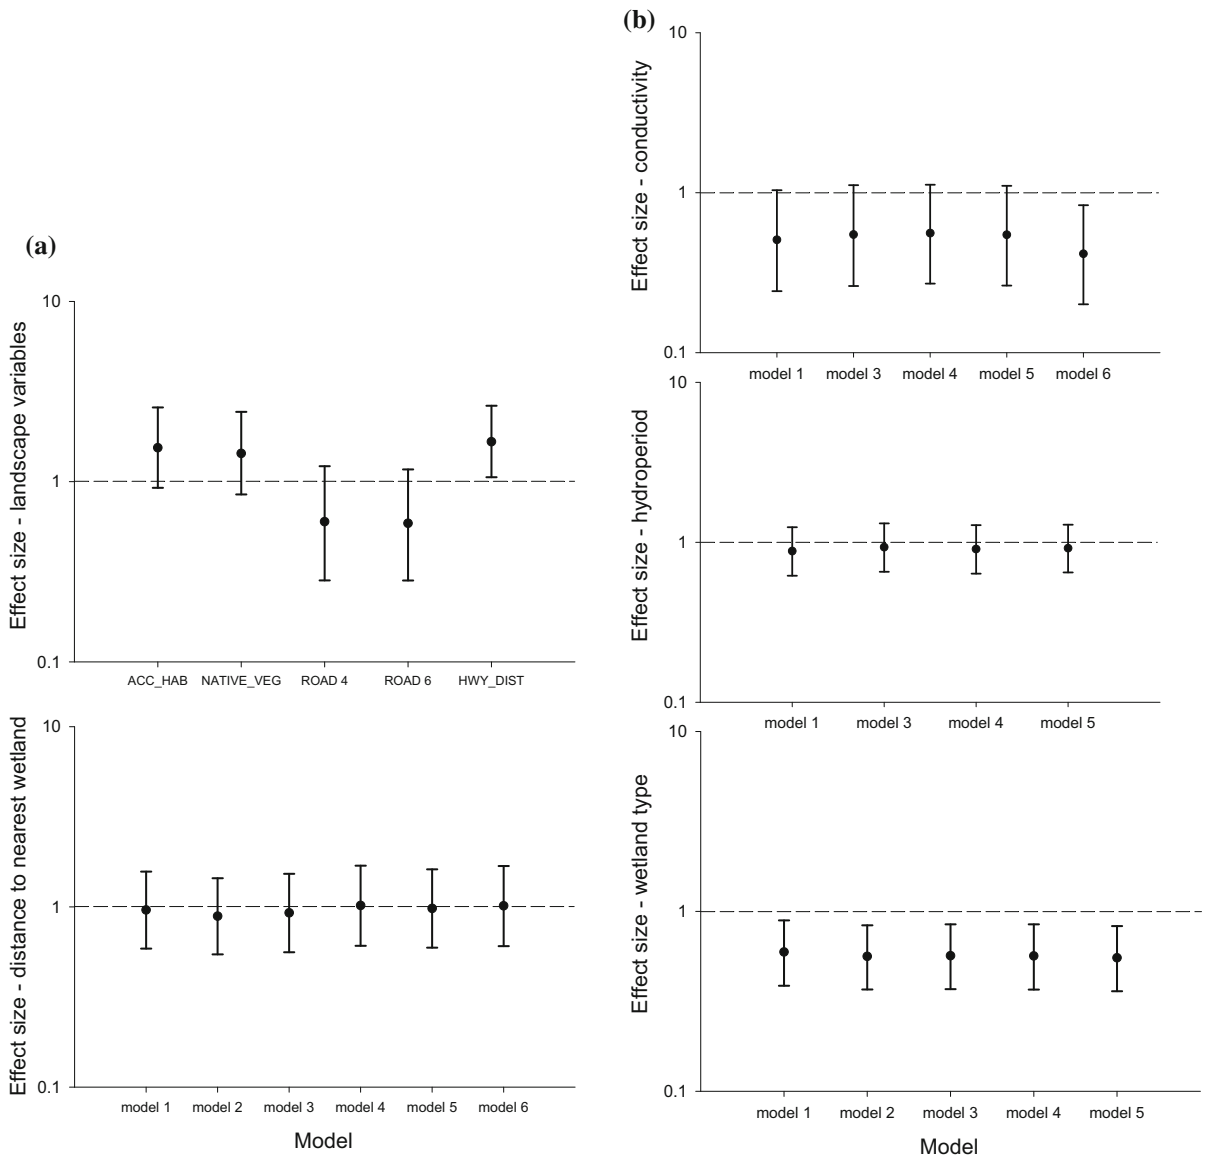 (a)
Effect size - landscape variables
10
1
0.1
ACC_HAB NATIVE_VEG ROAD 4 ROAD 6 HWY_DIST
Effect size - distance to nearest wetland
10
1
0.1
model 1 model 2 model 3 model 4 model 5 model 6
Model
(b)
Effect size - conductivity
10
1
0.1
model 1 model 3 model 4 model 5 model 6
Effect size - hydroperiod
10
1
0.1
model 1 model 3 model 4 model 5
Effect size - wetland type
10
1
0.1
model 1 model 2 model 3 model 4 model 5
Model